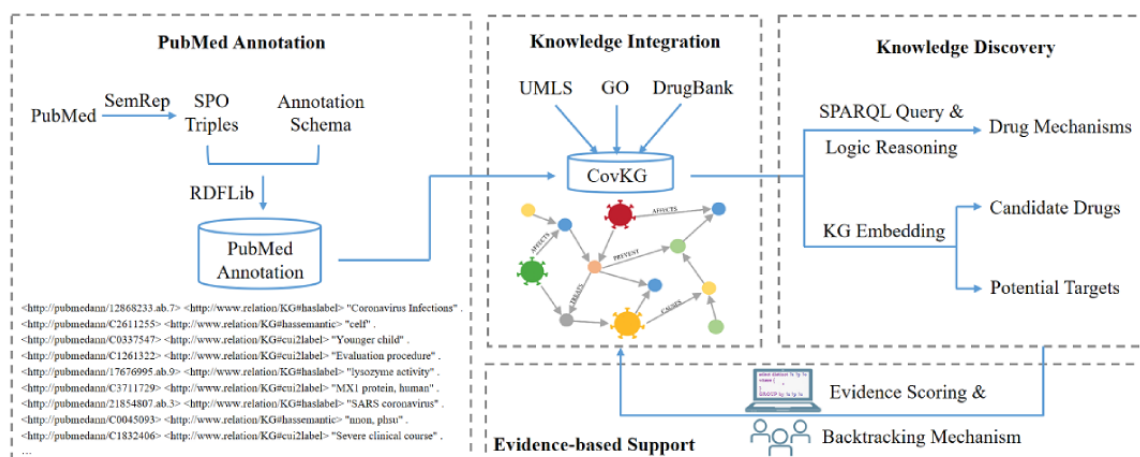 PubMed Annotation
PubMed
SemRep
SPO
Triples
Annotation
Schema
RDFLib
PubMed
Annotation
<http://pubmedann/12868233.ab.7> <http://www.relation/KG#haslabel> "Coronavirus Infections" .
<http://pubmedann/C2611255> <http://www.relation/KG#hassemantic> "celf" .
<http://pubmedann/C0337547> <http://www.relation/KG#cui2label> "Younger child" .
<http://pubmedann/C1261322> <http://www.relation/KG#cui2label> "Evaluation procedure" .
<http://pubmedann/17676995.ab.9> <http://www.relation/KG#haslabel> "lysozyme activity" .
<http://pubmedann/C3711729> <http://www.relation/KG#cui2label> "MX1 protein, human" .
<http://pubmedann/21854807.ab.3> <http://www.relation/KG#haslabel> "SARS coronavirus" .
<http://pubmedann/C0045093> <http://www.relation/KG#hassemantic> "nnon, phsu" .
<http://pubmedann/C1832406> <http://www.relation/KG#cui2label> "Severe clinical course" .
...
Knowledge Integration
UMLS GO DrugBank
CovKG
AFFECTS
AFFECTS
PREVENT
TREATS
CAUSES
Knowledge Discovery
SPARQL Query &
Logic Reasoning
Drug Mechanisms
KG Embedding
Candidate Drugs
Potential Targets
Evidence Scoring &
Backtracking Mechanism
Evidence-based Support